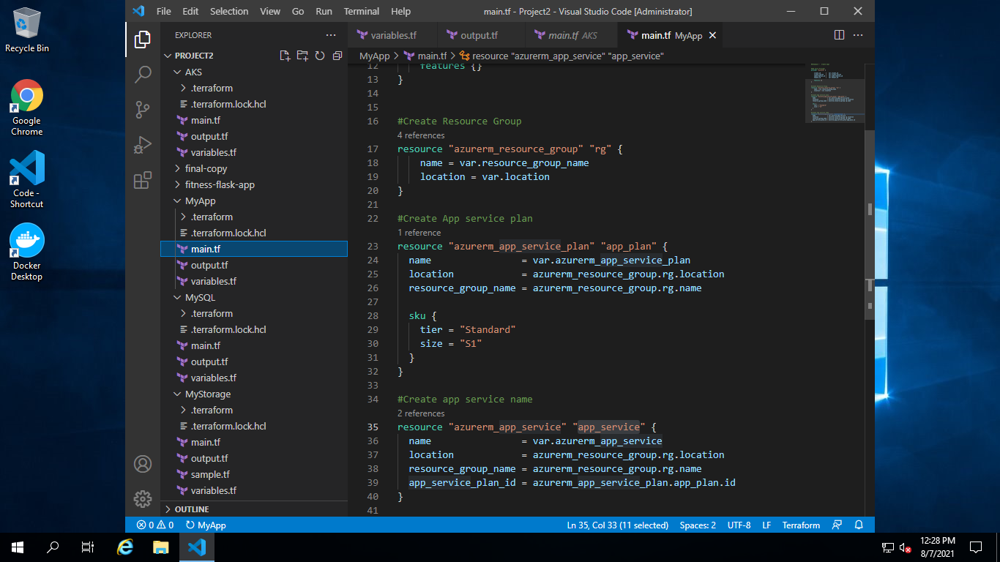 Recycle Bin
Google
Chrome
Code -
Shortcut
Docker
Desktop
File Edit Selection View Go Run Terminal Help
main.tf - Project2 - Visual Studio Code [Administrator]
EXPLORER
PROJECT2
AKS
.terraform
.terraform.lock.hcl
main.tf
output.tf
variables.tf
final-copy
fitness-flask-app
MyApp
.terraform
.terraform.lock.hcl
main.tf
output.tf
variables.tf
MySQL
.terraform
.terraform.lock.hcl
main.tf
output.tf
variables.tf
MyStorage
.terraform
.terraform.lock.hcl
main.tf
output.tf
sample.tf
variables.tf
OUTLINE
variables.tf output.tf main.tf AKS main.tf MyApp
MyApp > main.tf > resource "azurerm_app_service" "app_service"
12 features {}
13 }
14
15
16 #Create Resource Group
4 references
17 resource "azurerm_resource_group" "rg" {
18 name = var.resource_group_name
19 location = var.location
20 }
21
22 #Create App service plan
1 reference
23 resource "azurerm_app_service_plan" "app_plan" {
24 name = var.azurerm_app_service_plan
25 location = azurerm_resource_group.rg.location
26 resource_group_name = azurerm_resource_group.rg.name
27
28 sku {
29 tier = "Standard"
30 size = "S1"
31 }
32 }
33
34 #Create app service name
2 references
35 resource "azurerm_app_service" "app_service" {
36 name = var.azurerm_app_service
37 location = azurerm_resource_group.rg.location
38 resource_group_name = azurerm_resource_group.rg.name
39 app_service_plan_id = azurerm_app_service_plan.app_plan.id
40 }
41
0 0 MyApp
Ln 35, Col 33 (11 selected) Spaces: 2 UTF-8 LF Terraform
12:28 PM
8/7/2021